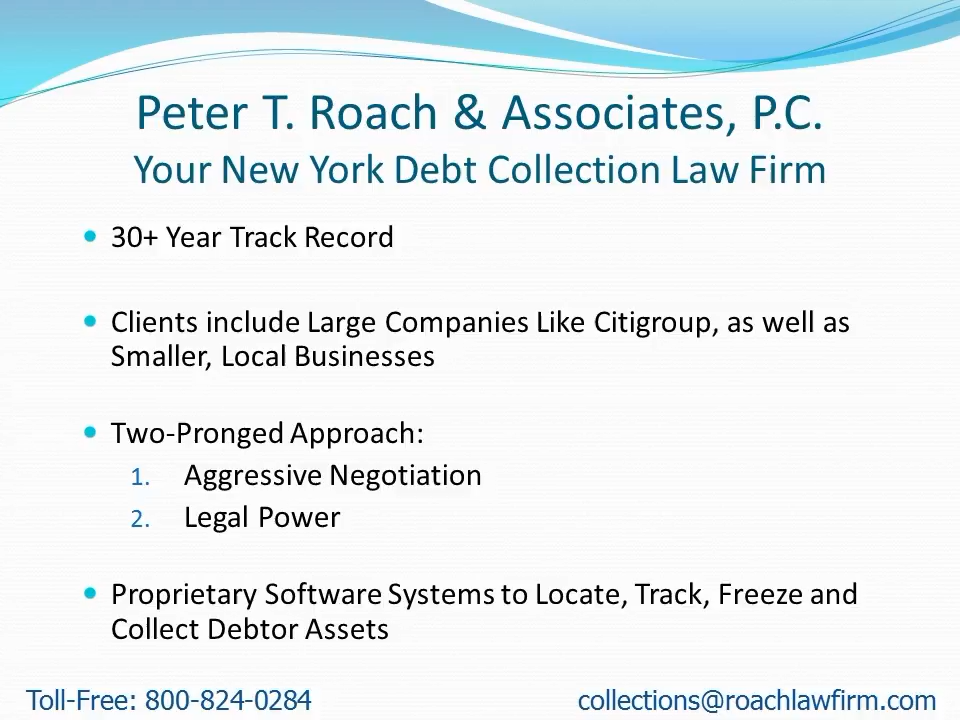 Peter T. Roach & Associates, P.C.
Your New York Debt Collection Law Firm
• 30+ Year Track Record
• Clients include Large Companies Like Citigroup, as well as
Smaller, Local Businesses
• Two-Pronged Approach:
1. Aggressive Negotiation
2. Legal Power
• Proprietary Software Systems to Locate, Track, Freeze and
Collect Debtor Assets
Toll-Free: 800-824-0284
collections@roachlawfirm.com